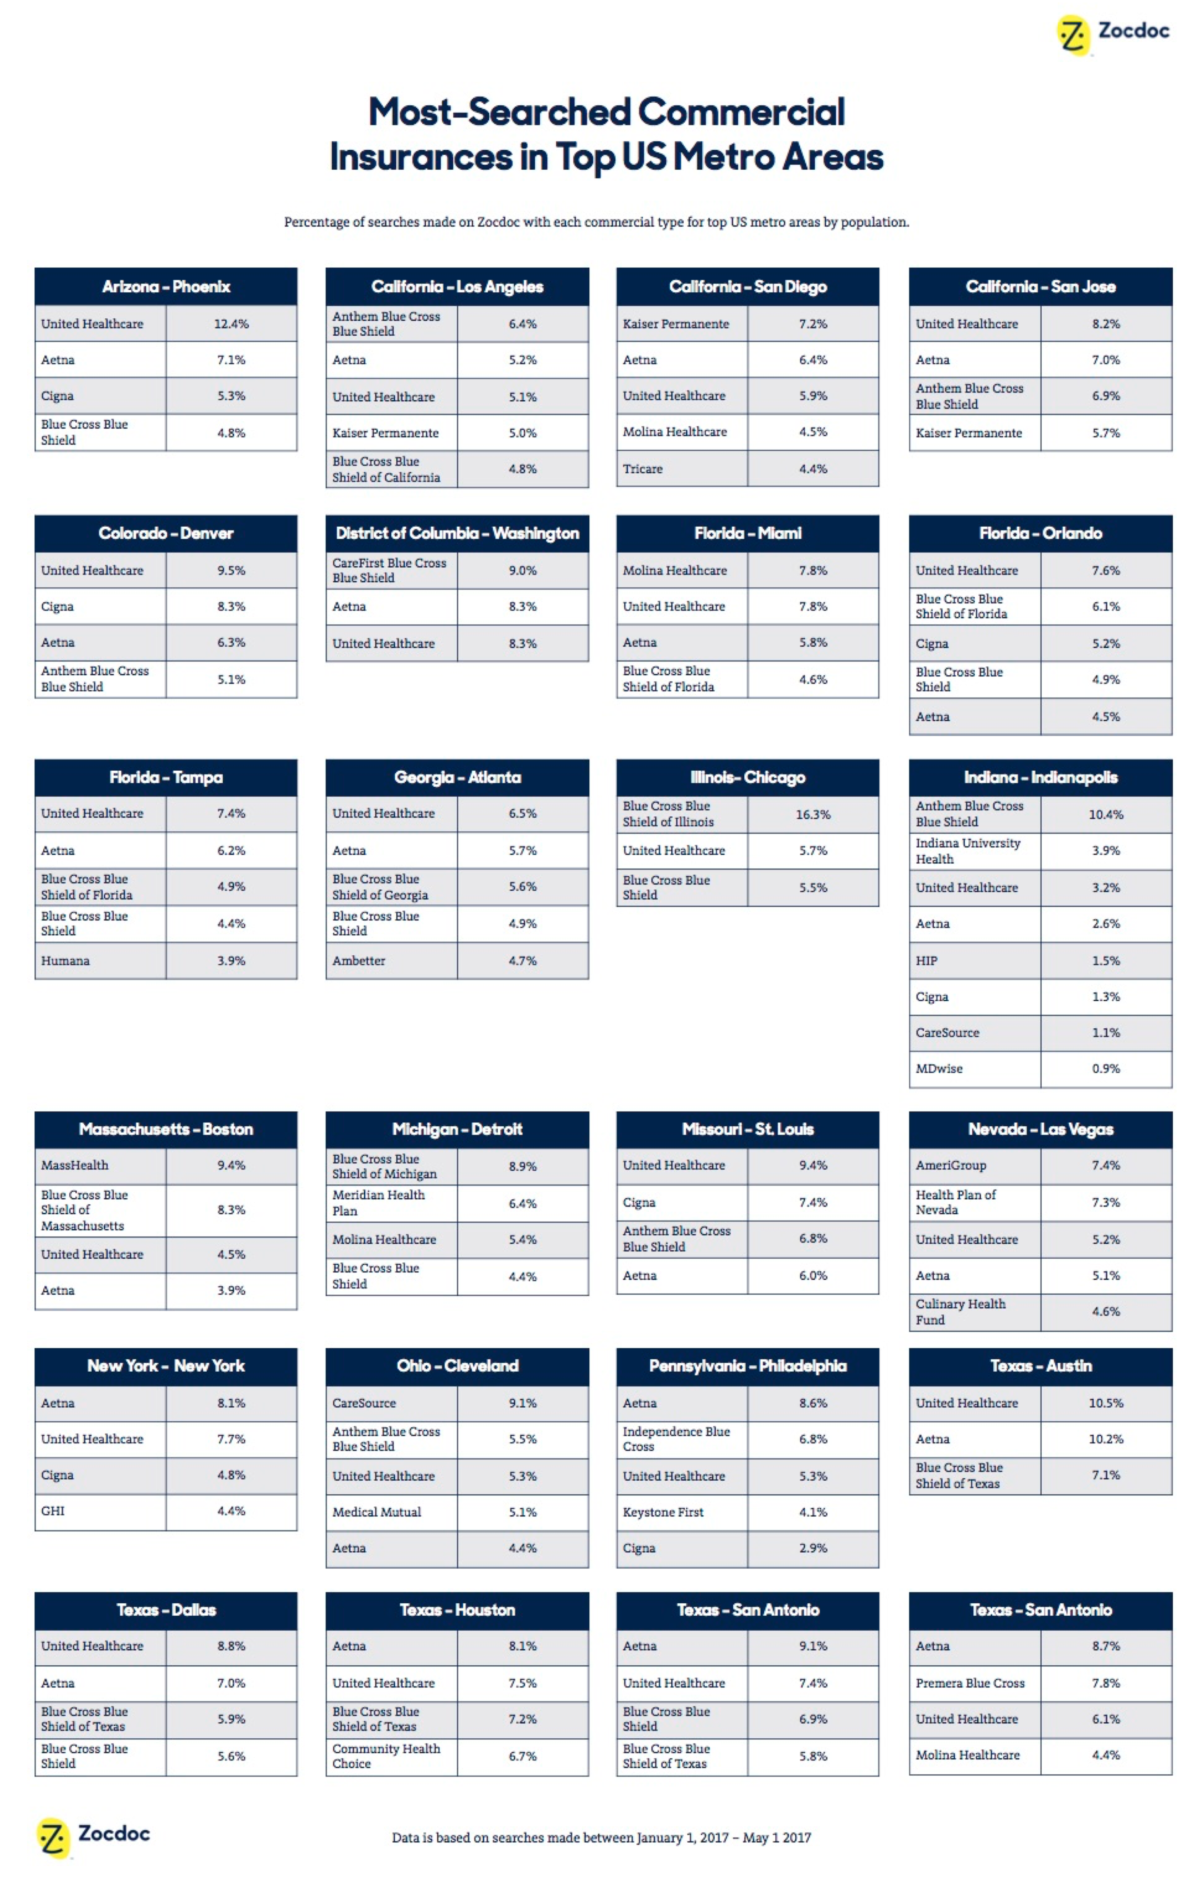 Zocdoc
Most-Searched Commercial
Insurances in Top US Metro Areas
Percentage of searches made on Zocdoc with each commercial type for top US metro areas by population.
Arizona – Phoenix
United Healthcare 12.4%
Aetna 7.1%
Cigna 5.3%
Blue Cross Blue
Shield 4.8%
California – Los Angeles
Anthem Blue Cross
Blue Shield 6.4%
Aetna 5.2%
United Healthcare 5.1%
Kaiser Permanente 5.0%
Blue Cross Blue
Shield of California 4.8%
California – San Diego
Kaiser Permanente 7.2%
Aetna 6.4%
United Healthcare 5.9%
Molina Healthcare 4.5%
Tricare 4.4%
California – San Jose
United Healthcare 8.2%
Aetna 7.0%
Anthem Blue Cross
Blue Shield 6.9%
Kaiser Permanente 5.7%
Colorado – Denver
United Healthcare 9.5%
Cigna 8.3%
Aetna 6.3%
Anthem Blue Cross
Blue Shield 5.1%
District of Columbia – Washington
CareFirst Blue Cross
Blue Shield 9.0%
Aetna 8.3%
United Healthcare 8.3%
Florida – Miami
Molina Healthcare 7.8%
United Healthcare 7.8%
Aetna 5.8%
Blue Cross Blue
Shield of Florida 4.6%
Florida – Orlando
United Healthcare 7.6%
Blue Cross Blue
Shield of Florida 6.1%
Cigna 5.2%
Blue Cross Blue
Shield 4.9%
Aetna 4.5%
Florida – Tampa
United Healthcare 7.4%
Aetna 6.2%
Blue Cross Blue
Shield of Florida 4.9%
Blue Cross Blue
Shield 4.4%
Humana 3.9%
Georgia – Atlanta
United Healthcare 6.5%
Aetna 5.7%
Blue Cross Blue
Shield of Georgia 5.6%
Blue Cross Blue
Shield 4.9%
Ambetter 4.7%
Illinois– Chicago
Blue Cross Blue
Shield of Illinois 16.3%
United Healthcare 5.7%
Blue Cross Blue
Shield 5.5%
Indiana – Indianapolis
Anthem Blue Cross
Blue Shield 10.4%
Indiana University
Health 3.9%
United Healthcare 3.2%
Aetna 2.6%
HIP 1.5%
Cigna 1.3%
CareSource 1.1%
MDwise 0.9%
Massachusetts – Boston
MassHealth 9.4%
Blue Cross Blue
Shield of
Massachusetts 8.3%
United Healthcare 4.5%
Aetna 3.9%
Michigan – Detroit
Blue Cross Blue
Shield of Michigan 8.9%
Meridian Health
Plan 6.4%
Molina Healthcare 5.4%
Blue Cross Blue
Shield 4.4%
Missouri – St. Louis
United Healthcare 9.4%
Cigna 7.4%
Anthem Blue Cross
Blue Shield 6.8%
Aetna 6.0%
Nevada – Las Vegas
AmeriGroup 7.4%
Health Plan of
Nevada 7.3%
United Healthcare 5.2%
Aetna 5.1%
Culinary Health
Fund 4.6%
New York – New York
Aetna 8.1%
United Healthcare 7.7%
Cigna 4.8%
GHI 4.4%
Ohio – Cleveland
CareSource 9.1%
Anthem Blue Cross
Blue Shield 5.5%
United Healthcare 5.3%
Medical Mutual 5.1%
Aetna 4.4%
Pennsylvania – Philadelphia
Aetna 8.6%
Independence Blue
Cross 6.8%
United Healthcare 5.3%
Keystone First 4.1%
Cigna 2.9%
Texas – Austin
United Healthcare 10.5%
Aetna 10.2%
Blue Cross Blue
Shield of Texas 7.1%
Texas – Dallas
United Healthcare 8.8%
Aetna 7.0%
Blue Cross Blue
Shield of Texas 5.9%
Blue Cross Blue
Shield 5.6%
Texas – Houston
Aetna 8.1%
United Healthcare 7.5%
Blue Cross Blue
Shield of Texas 7.2%
Community Health
Choice 6.7%
Texas – San Antonio
Aetna 9.1%
United Healthcare 7.4%
Blue Cross Blue
Shield 6.9%
Blue Cross Blue
Shield of Texas 5.8%
Texas – San Antonio
Aetna 8.7%
Premera Blue Cross 7.8%
United Healthcare 6.1%
Molina Healthcare 4.4%
Zocdoc
Data is based on searches made between January 1, 2017 – May 1 2017